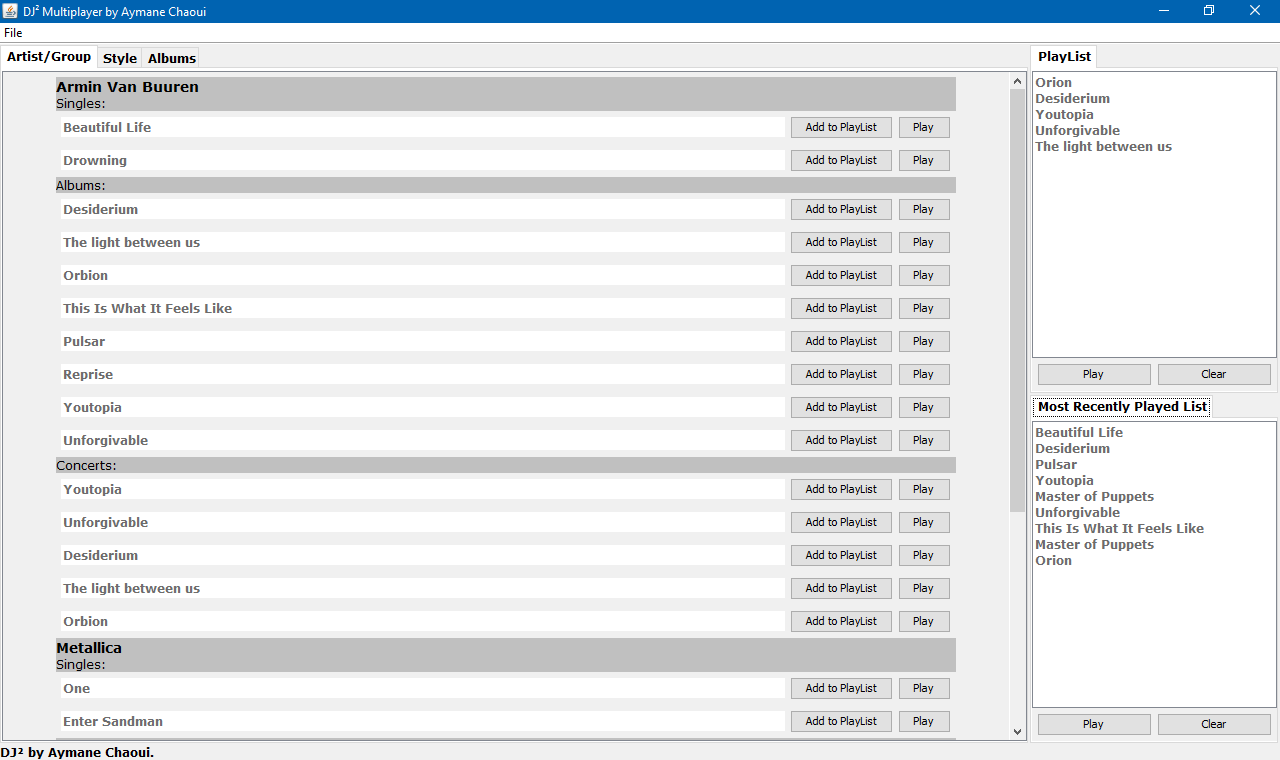 DJ² Multiplayer by Aymane Chaoui
File
Artist/Group Style Albums
Armin Van Buuren
Singles:
Beautiful Life Add to PlayList Play
Drowning Add to PlayList Play
Albums:
Desiderium Add to PlayList Play
The light between us Add to PlayList Play
Orbion Add to PlayList Play
This Is What It Feels Like Add to PlayList Play
Pulsar Add to PlayList Play
Reprise Add to PlayList Play
Youtopia Add to PlayList Play
Unforgivable Add to PlayList Play
Concerts:
Youtopia Add to PlayList Play
Unforgivable Add to PlayList Play
Desiderium Add to PlayList Play
The light between us Add to PlayList Play
Orbion Add to PlayList Play
Metallica
Singles:
One Add to PlayList Play
Enter Sandman Add to PlayList Play
PlayList
Orion
Desiderium
Youtopia
Unforgivable
The light between us
Play Clear
Most Recently Played List
Beautiful Life
Desiderium
Pulsar
Youtopia
Master of Puppets
Unforgivable
This Is What It Feels Like
Master of Puppets
Orion
Play Clear
DJ² by Aymane Chaoui.